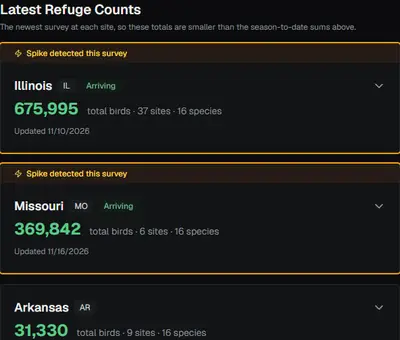 Latest Refuge Counts
The newest survey at each site, so these totals are smaller than the season-to-date sums above.
Spike detected this survey
Illinois IL Arriving
675,995 total birds · 37 sites · 16 species
Updated 11/10/2026
Spike detected this survey
Missouri MO Arriving
369,842 total birds · 6 sites · 16 species
Updated 11/16/2026
Arkansas AR
31,330 total birds · 9 sites · 16 species